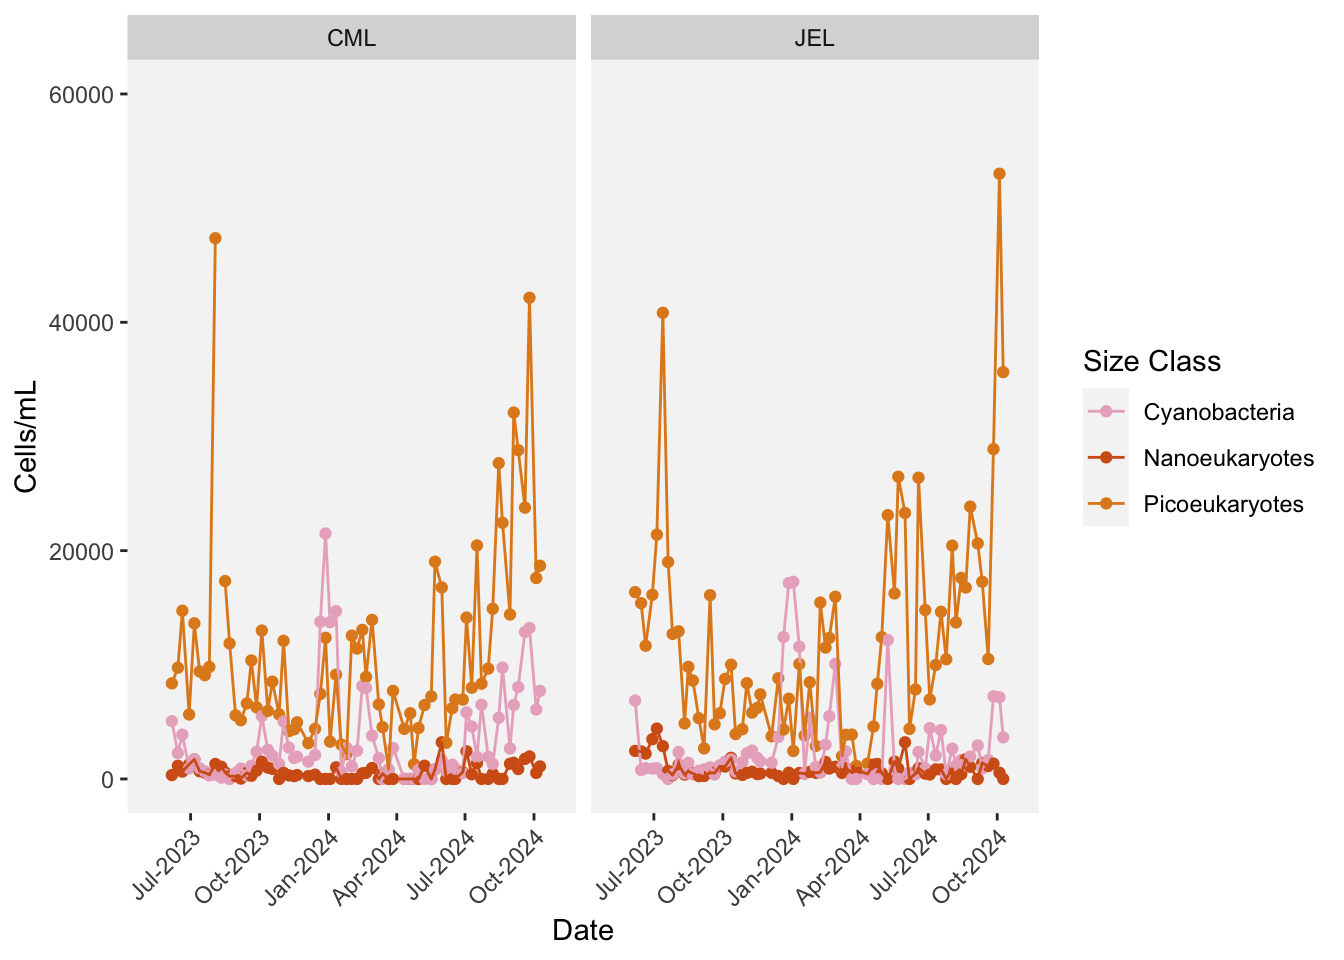 CML
JEL
60000
40000
20000
0
Cells/mL
Jul-2023
Oct-2023
Jan-2024
Apr-2024
Jul-2024
Oct-2024
Jul-2023
Oct-2023
Jan-2024
Apr-2024
Jul-2024
Oct-2024
Date
Size Class
Cyanobacteria
Nanoeukaryotes
Picoeukaryotes